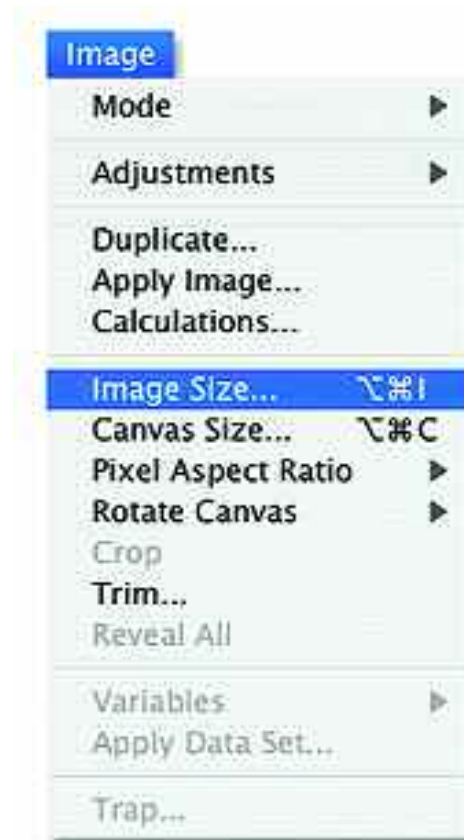 Image
Mode
Adjustments
Duplicate...
Apply Image...
Calculations...
Image Size... ⌥⌘I
Canvas Size... ⌥⌘C
Pixel Aspect Ratio
Rotate Canvas
Crop
Trim...
Reveal All
Variables
Apply Data Set...
Trap...